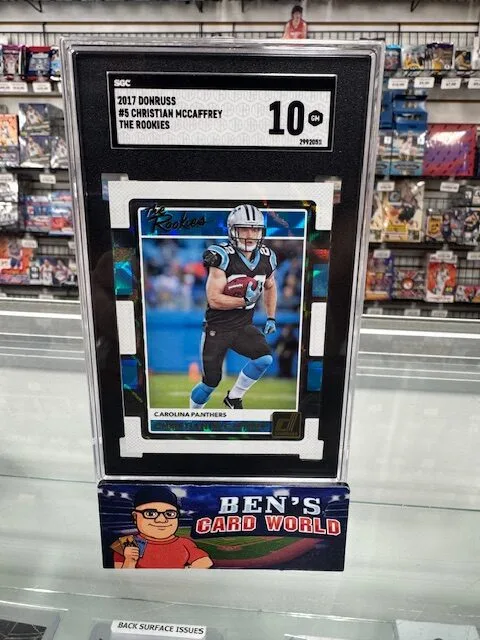 SGC
2017 DONRUSS
#5 CHRISTIAN MCCAFFREY
THE ROOKIES
10 GM
2992051
The Rookies
CAROLINA PANTHERS
BEN'S
CARD WORLD
BACK SURFACE ISSUES